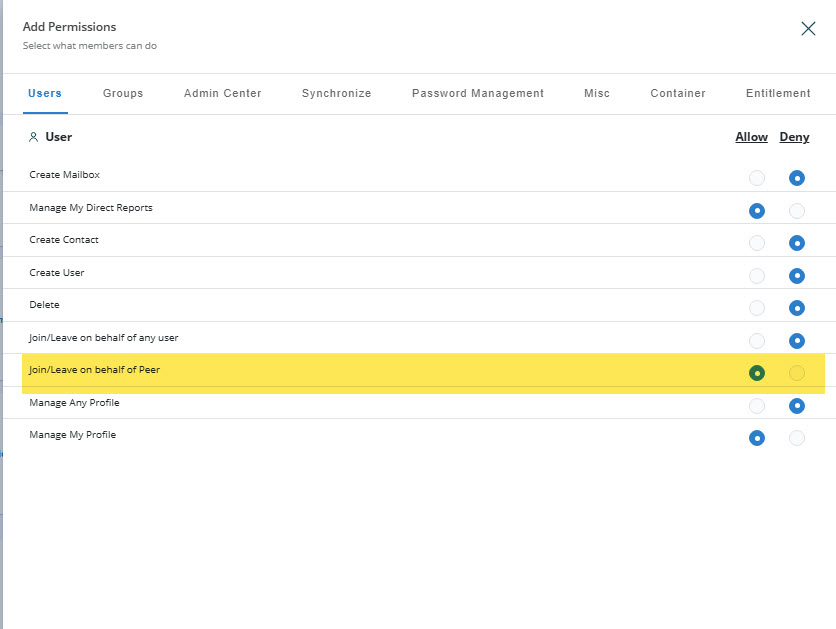 Add Permissions
Select what members can do
Users Groups Admin Center Synchronize Password Management Misc Container Entitlement
User Allow Deny
Create Mailbox
Manage My Direct Reports
Create Contact
Create User
Delete
Join/Leave on behalf of any user
Join/Leave on behalf of Peer
Manage Any Profile
Manage My Profile